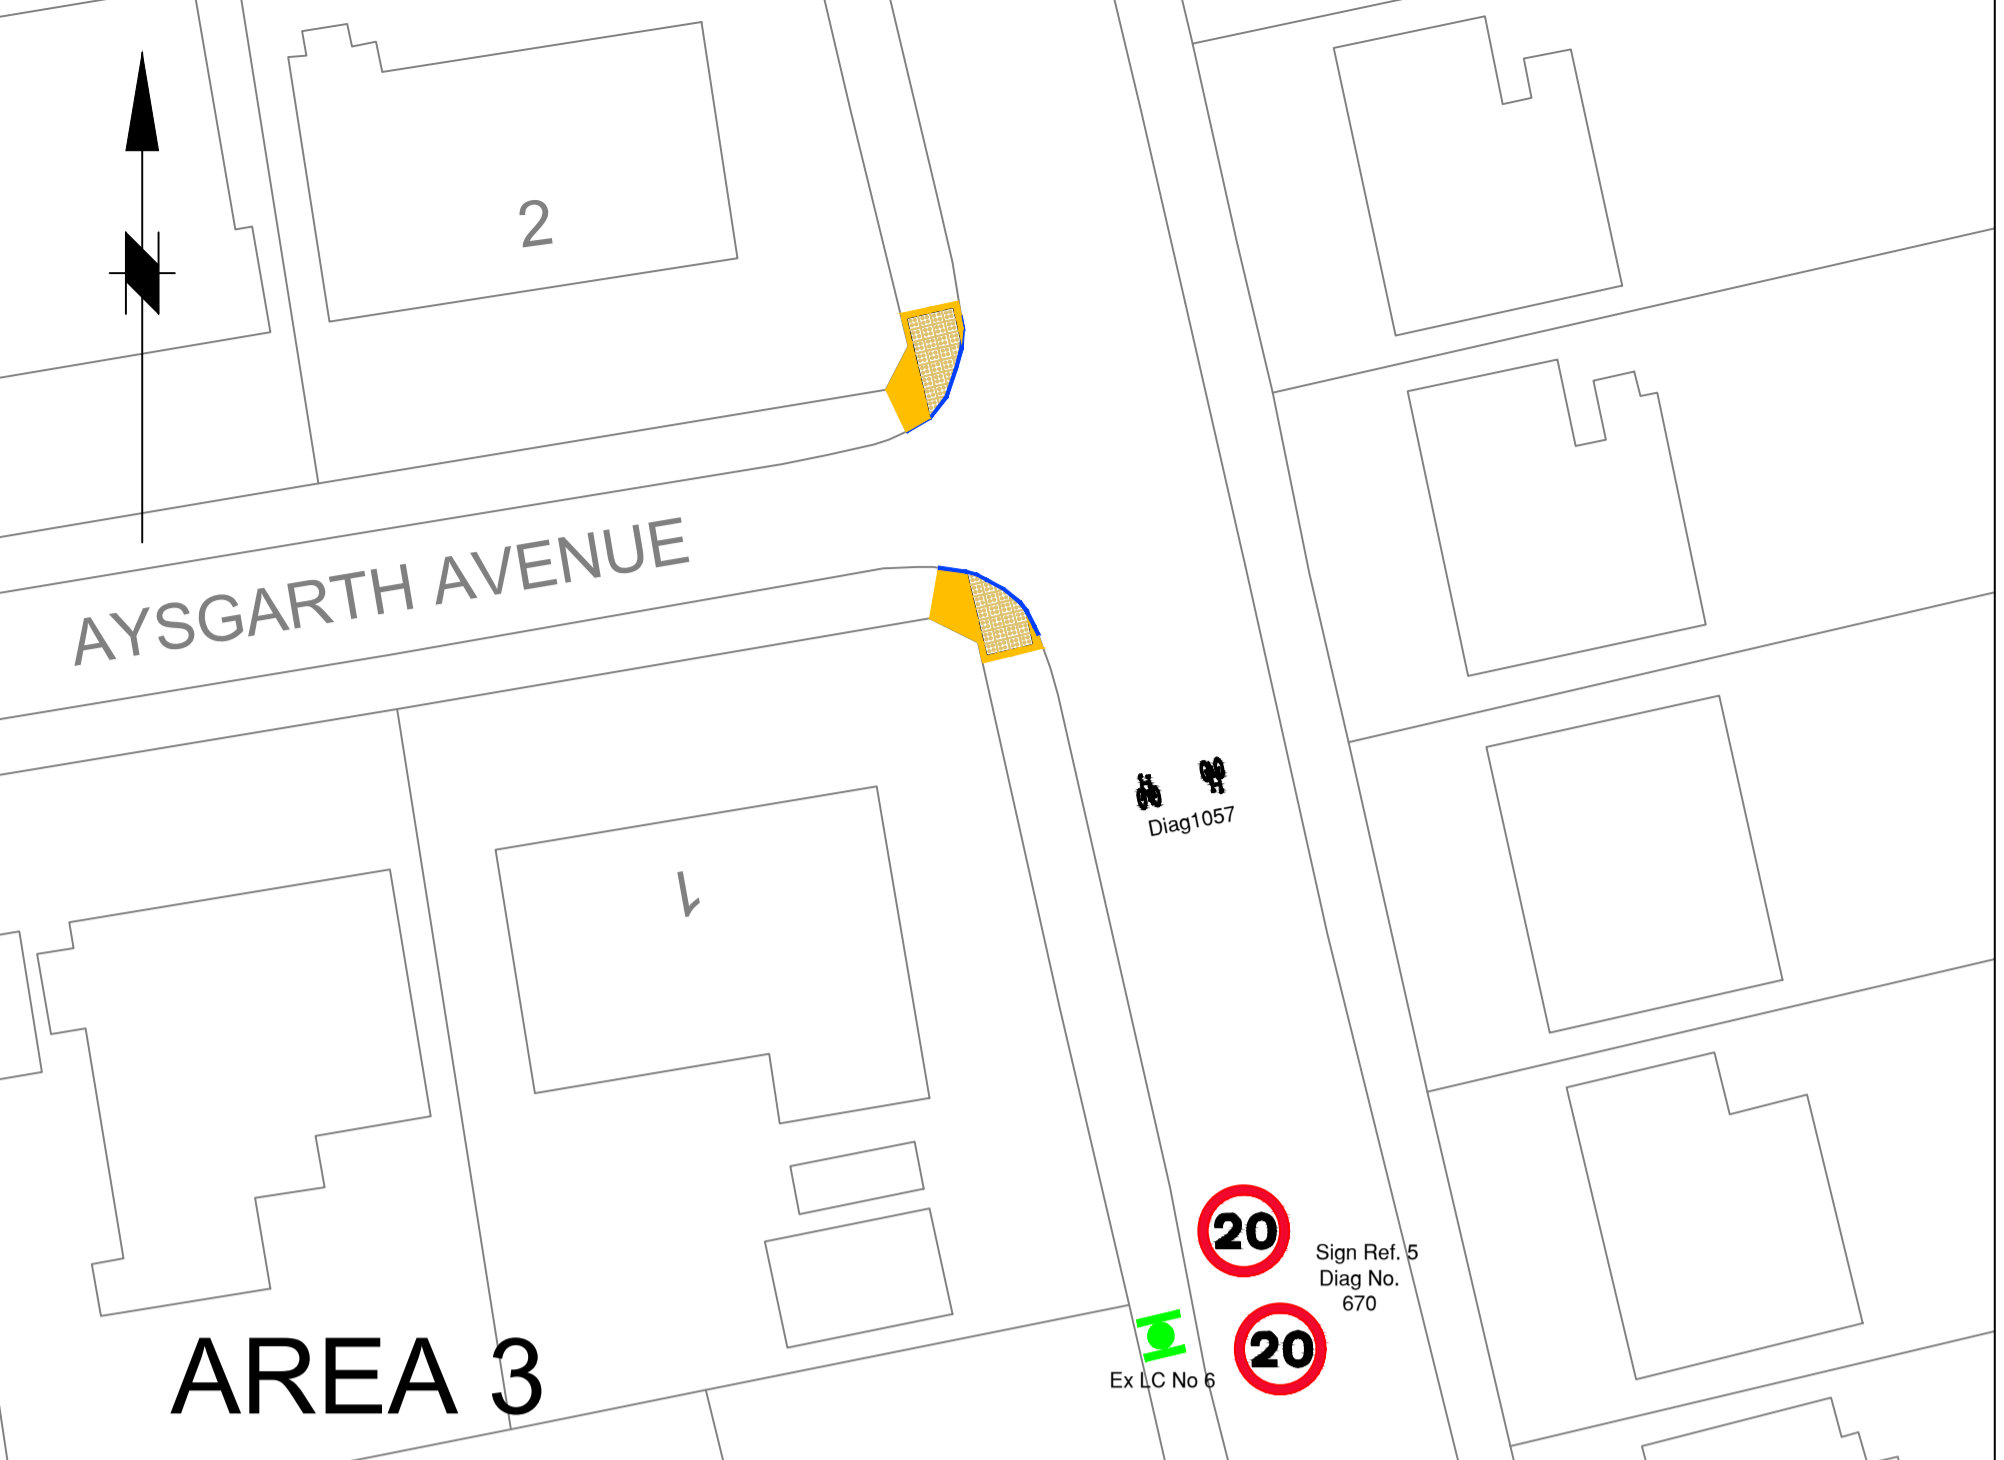 2
AYSGARTH AVENUE
1
Diag1057
20
Sign Ref. 5
Diag No.
670
20
Ex LC No 6
AREA 3